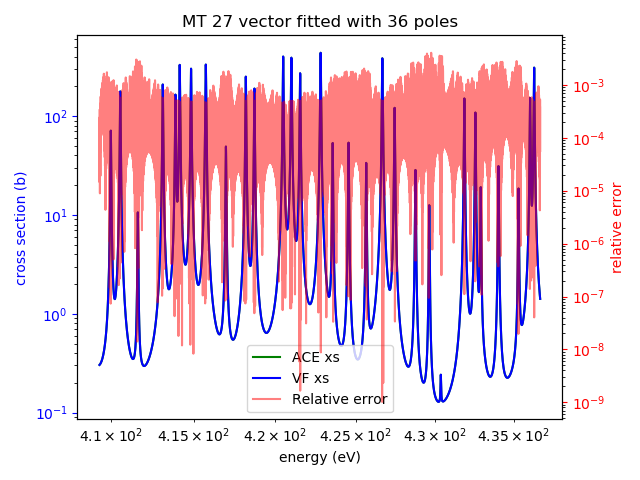 MT 27 vector fitted with 36 poles
cross section (b)
10² 10¹ 10⁰ 10⁻¹
10⁻³ 10⁻⁴ 10⁻⁵ 10⁻⁶ 10⁻⁷ 10⁻⁸ 10⁻⁹
relative error
ACE xs
VF xs
Relative error
4.1 × 10² 4.15 × 10² 4.2 × 10² 4.25 × 10² 4.3 × 10² 4.35 × 10²
energy (eV)